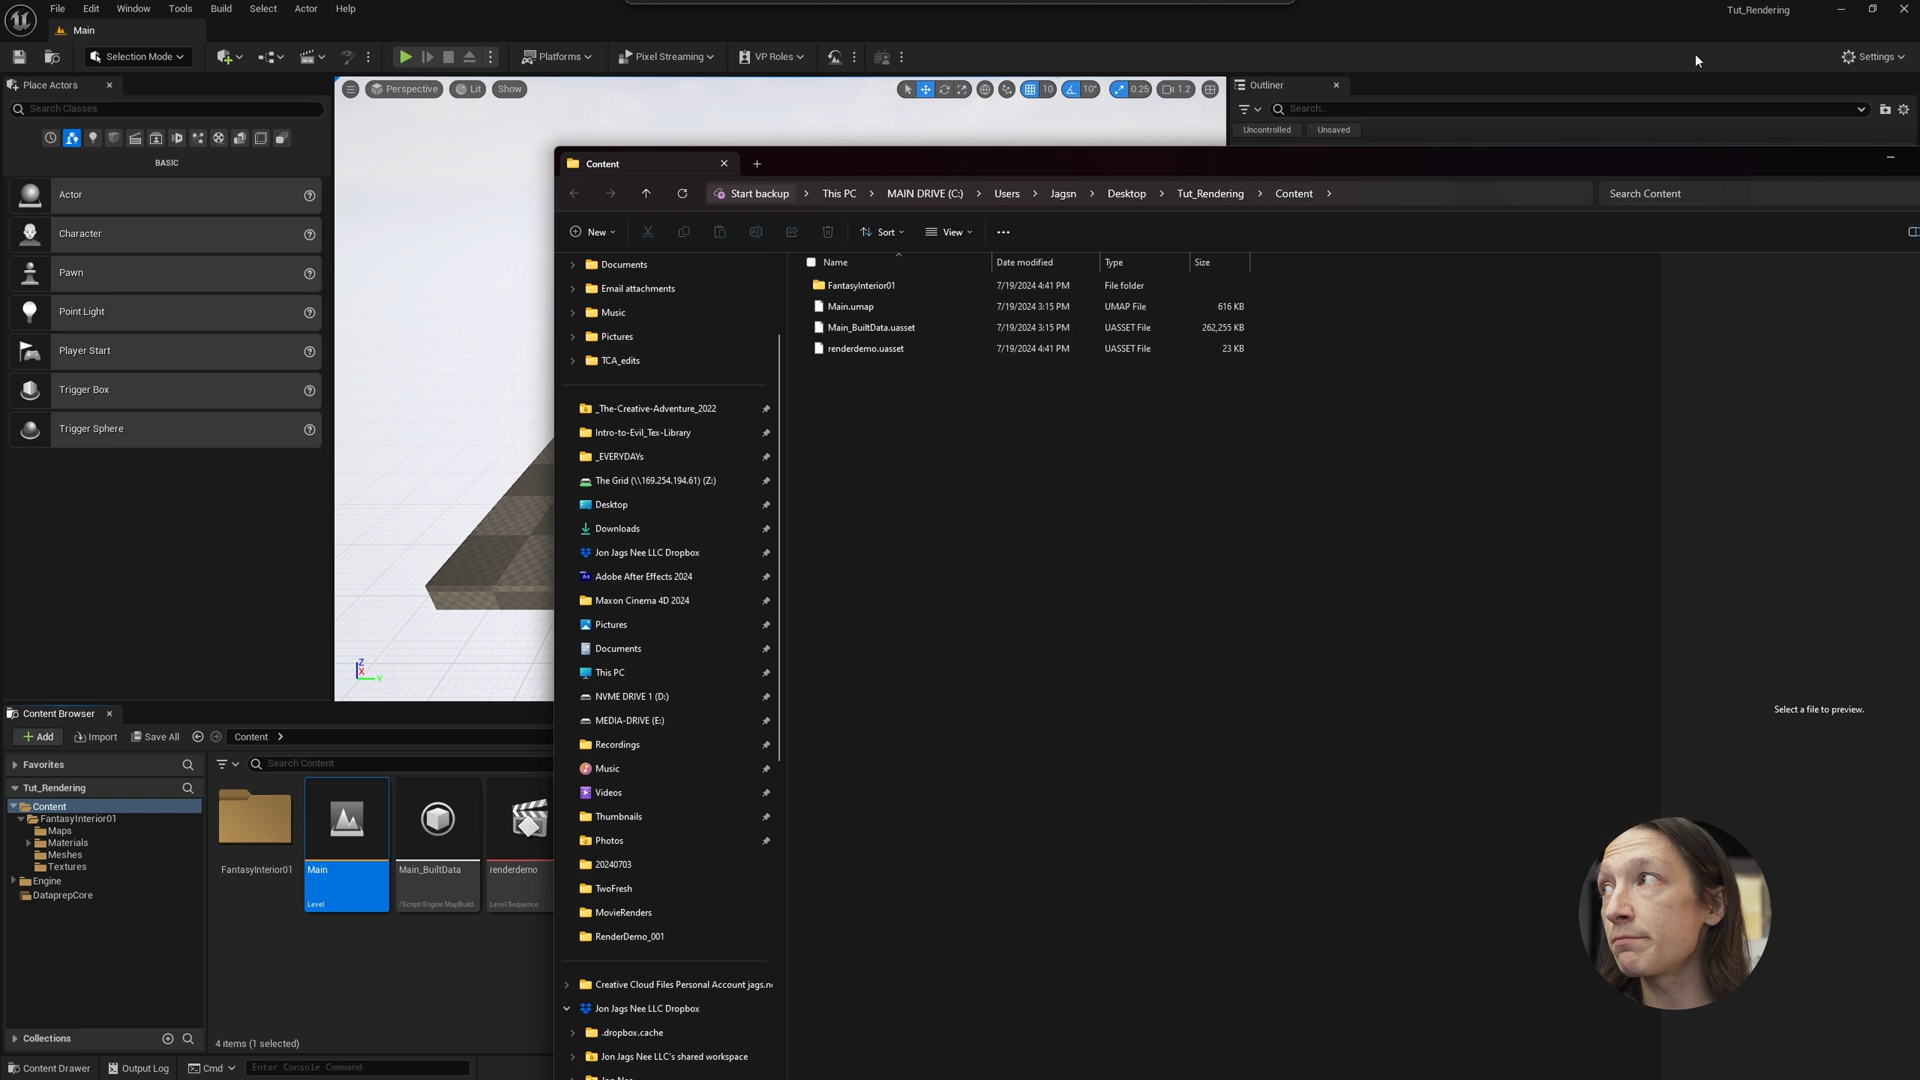 File Edit Window Tools Build Select Actor Help
Tut_Rendering
Main
Selection Mode
Platforms
Pixel Streaming
VP Roles
Settings
Place Actors
Search Classes
BASIC
Actor
Character
Pawn
Point Light
Player Start
Trigger Box
Trigger Sphere
Perspective Lit Show
10 10° 0.25 1.2
Outliner
Search...
Uncontrolled Unsaved
Content
Start backup This PC MAIN DRIVE (C:) Users Jagsn Desktop Tut_Rendering Content
Search Content
New Sort View
Documents
Email attachments
Music
Pictures
TCA_edits
_The-Creative-Adventure_2022
Intro-to-Evil_Tex-Library
_EVERYDAYs
The Grid (\\169.254.194.61) (Z:)
Desktop
Downloads
Jon Jags Nee LLC Dropbox
Ae Adobe After Effects 2024
Maxon Cinema 4D 2024
Pictures
Documents
This PC
NVME DRIVE 1 (D:)
MEDIA-DRIVE (E:)
Recordings
Music
Videos
Thumbnails
Photos
20240703
TwoFresh
MovieRenders
RenderDemo_001
Creative Cloud Files Personal Account jags.n
Jon Jags Nee LLC Dropbox
.dropbox.cache
Jon Jags Nee LLC's shared workspace
Name Date modified Type Size
FantasyInterior01 7/19/2024 4:41 PM File folder
Main.umap 7/19/2024 3:15 PM UMAP File 616 KB
Main_BuiltData.uasset 7/19/2024 3:15 PM UASSET File 262,255 KB
renderdemo.uasset 7/19/2024 4:41 PM UASSET File 23 KB
Select a file to preview.
Z
X
Y
Content Browser
Add Import Save All Content
Favorites
Search Content
Tut_Rendering
Content
FantasyInterior01
Maps
Materials
Meshes
Textures
Engine
DataprepCore
FantasyInterior01
Main
Level
Main_BuiltData
/Script/Engine MapBuild..
renderdemo
Level Sequence
Collections
4 items (1 selected)
Content Drawer Output Log Cmd Enter Console Command